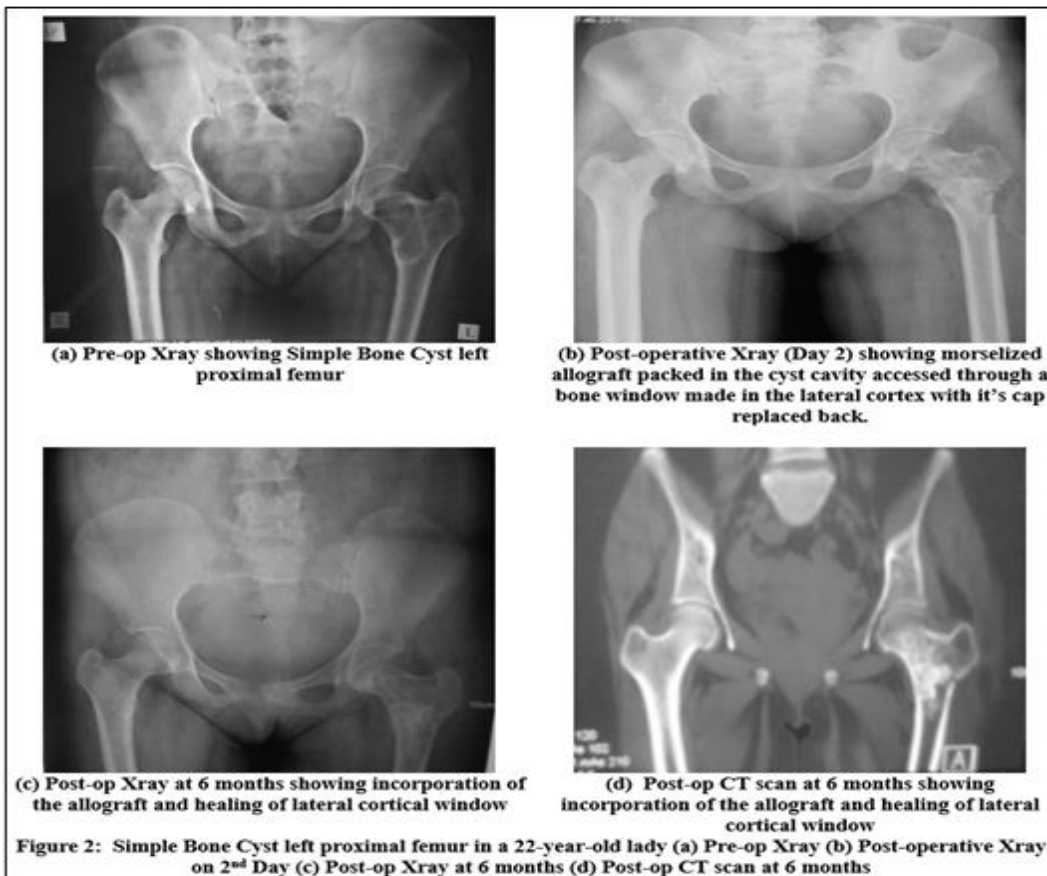 (a) Pre-op Xray showing Simple Bone Cyst left
proximal femur
L
(b) Post-operative Xray (Day 2) showing morselized
allograft packed in the cyst cavity accessed through a
bone window made in the lateral cortex with it's cap
replaced back.
(c) Post-op Xray at 6 months showing incorporation of
the allograft and healing of lateral cortical window
A
(d) Post-op CT scan at 6 months showing
incorporation of the allograft and healing of lateral
cortical window
Figure 2: Simple Bone Cyst left proximal femur in a 22-year-old lady (a) Pre-op Xray (b) Post-operative Xray
on 2nd Day (c) Post-op Xray at 6 months (d) Post-op CT scan at 6 months